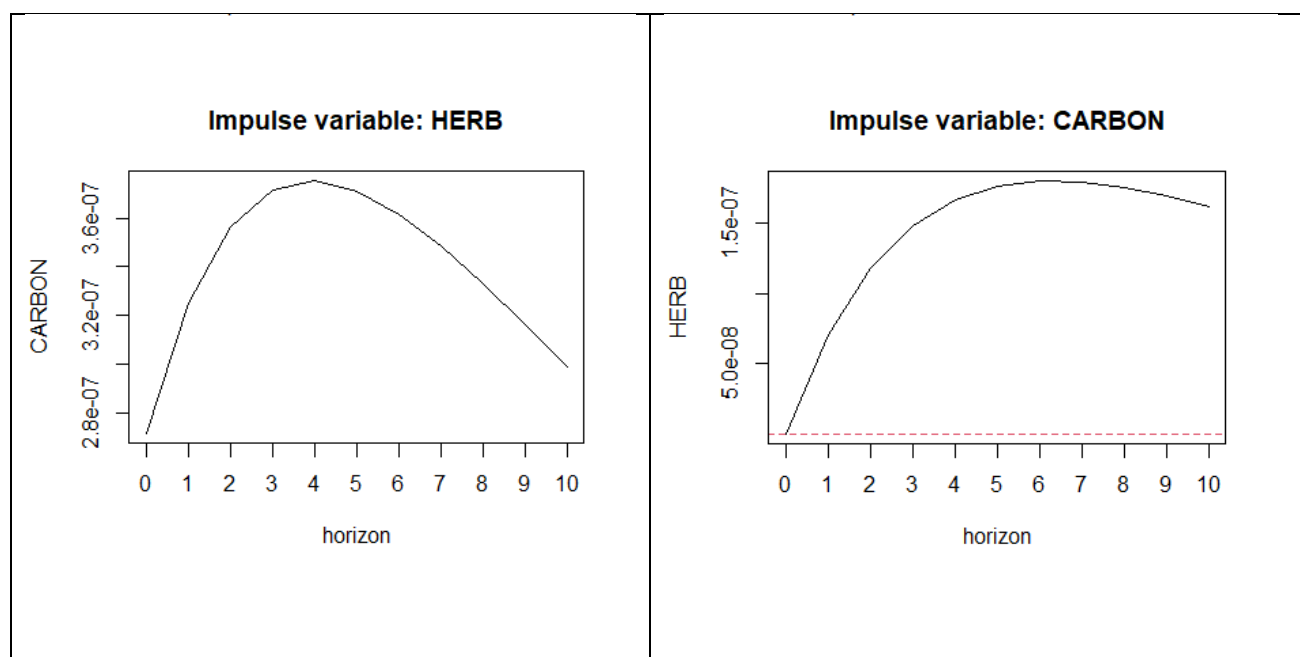 Impulse variable: HERB
CARBON
3.6e-07
3.2e-07
2.8e-07
0 1 2 3 4 5 6 7 8 9 10
horizon
Impulse variable: CARBON
HERB
1.5e-07
5.0e-08
0 1 2 3 4 5 6 7 8 9 10
horizon